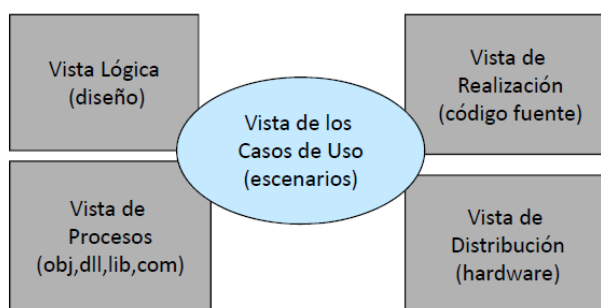 Vista Lógica
(diseño)
Vista de
Realización
(código fuente)
Vista de los
Casos de Uso
(escenarios)
Vista de
Procesos
(obj,dll,lib,com)
Vista de
Distribución
(hardware)